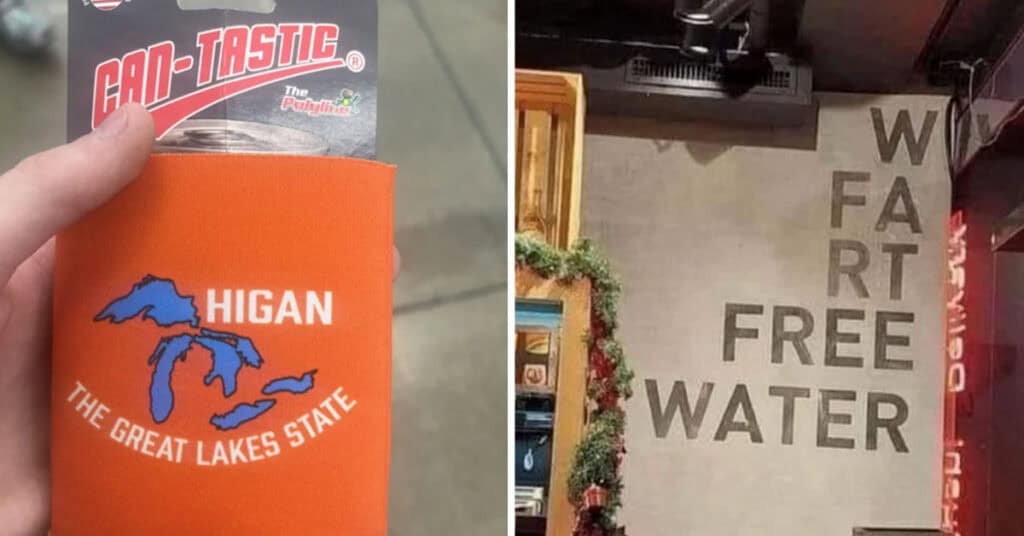 CAN-TASTIC®
The
Polyline
HIGAN
THE GREAT LAKES STATE
W
FA
RT
FREE
WATER